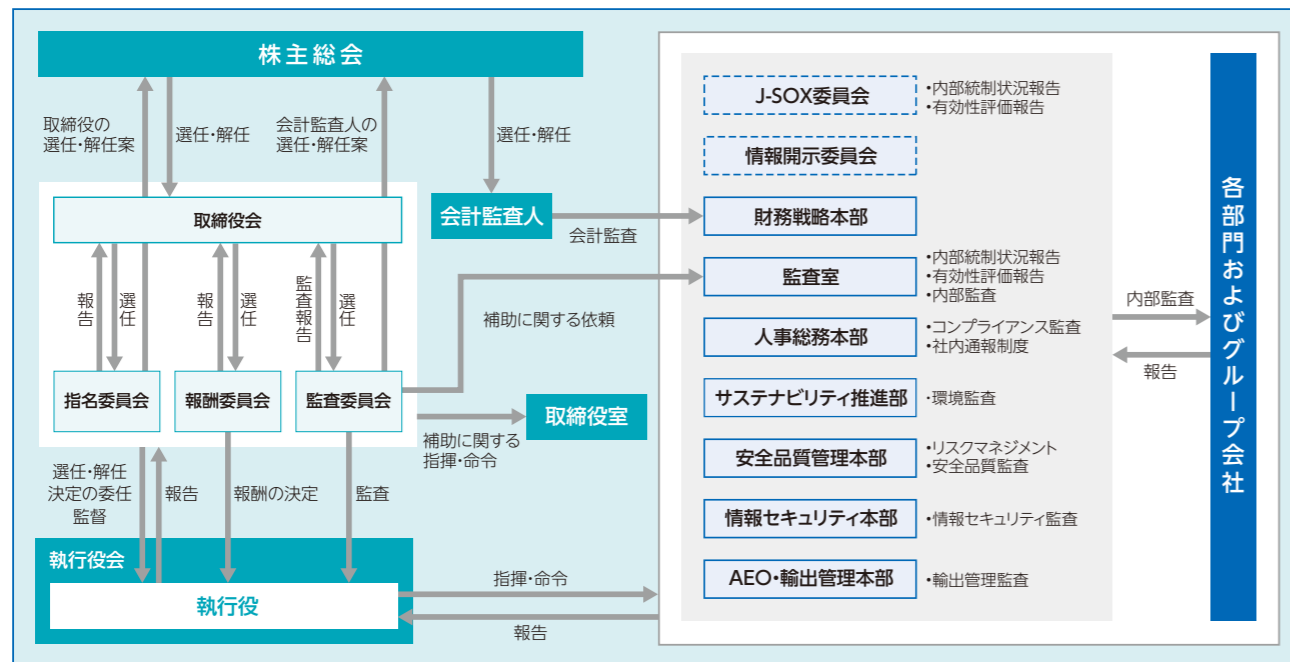 株主総会
取締役の
選任・解任案
選任・解任
会計監査人の
選任・解任案
選任・解任
取締役会
会計監査人
会計監査
報告
選任
報告
選任
監査報告
選任
補助に関する依頼
指名委員会
報酬委員会
監査委員会
取締役室
補助に関する
指揮・命令
選任・解任
決定の委任
監督
報告
報酬の決定
監査
執行役会
執行役
指揮・命令
報告
J-SOX委員会
・内部統制状況報告
・有効性評価報告
情報開示委員会
財務戦略本部
監査室
・内部統制状況報告
・有効性評価報告
・内部監査
人事総務本部
・コンプライアンス監査
・社内通報制度
サステナビリティ推進部
・環境監査
安全品質管理本部
・リスクマネジメント
・安全品質監査
情報セキュリティ本部
・情報セキュリティ監査
AEO・輸出管理本部
・輸出管理監査
内部監査
報告
各部門およびグループ会社